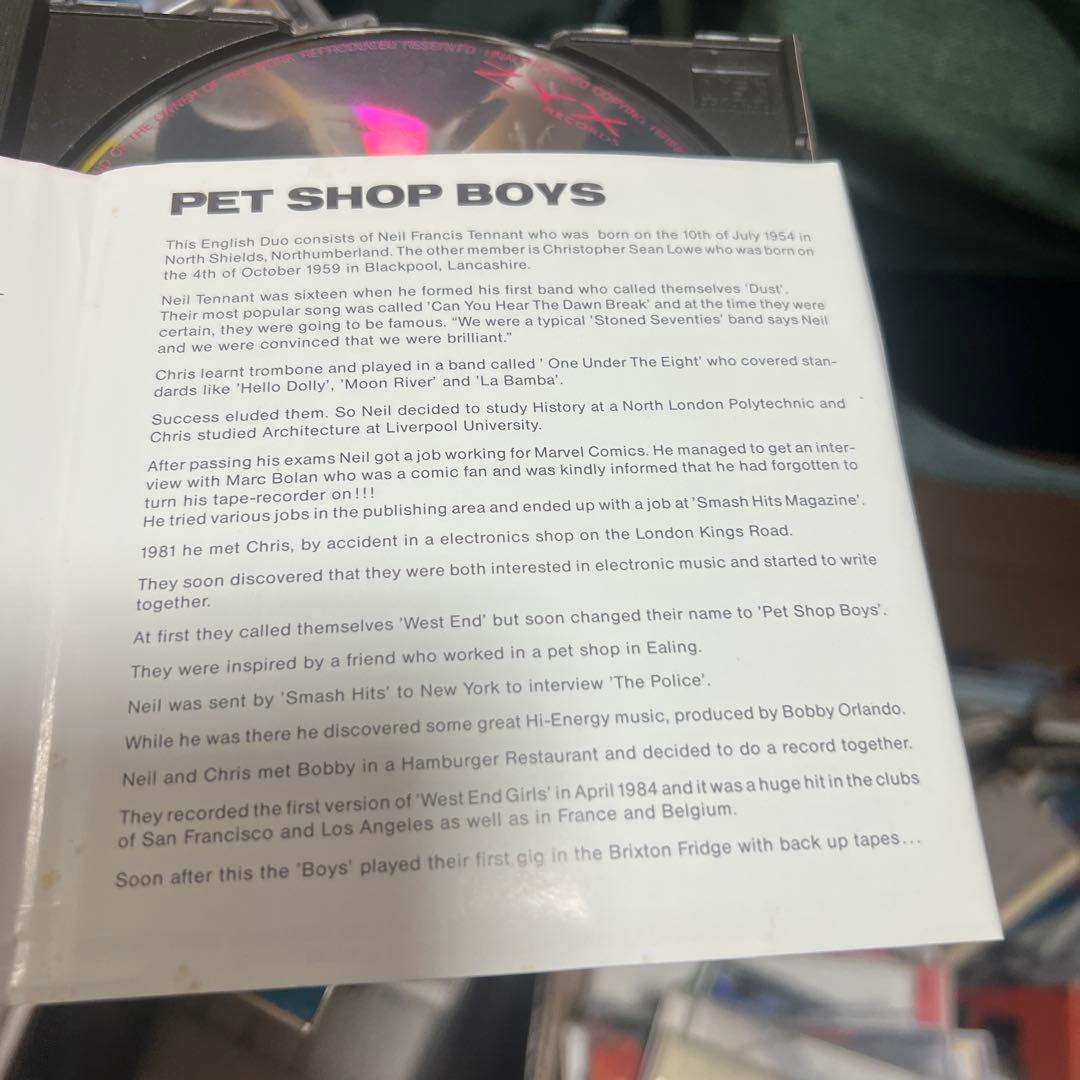 D OF THE OWNER OF THE WORK REPRODUCED RESERVED UNAUTHORISED COPYING HIRING
ZYX
RECORDS
PET SHOP BOYS
This English Duo consists of Neil Francis Tennant who was born on the 10th of July 1954 in
North Shields, Northumberland. The other member is Christopher Sean Lowe who was born on
the 4th of October 1959 in Blackpool, Lancashire.
Neil Tennant was sixteen when he formed his first band who called themselves 'Dust'.
Their most popular song was called 'Can You Hear The Dawn Break' and at the time they were
certain, they were going to be famous. “We were a typical 'Stoned Seventies' band says Neil
and we were convinced that we were brilliant.”
Chris learnt trombone and played in a band called ' One Under The Eight' who covered stan-
dards like 'Hello Dolly', 'Moon River' and 'La Bamba'.
Success eluded them. So Neil decided to study History at a North London Polytechnic and
Chris studied Architecture at Liverpool University.
After passing his exams Neil got a job working for Marvel Comics. He managed to get an inter-
view with Marc Bolan who was a comic fan and was kindly informed that he had forgotten to
turn his tape-recorder on!!!
He tried various jobs in the publishing area and ended up with a job at 'Smash Hits Magazine'.
1981 he met Chris, by accident in a electronics shop on the London Kings Road.
They soon discovered that they were both interested in electronic music and started to write
together.
At first they called themselves 'West End' but soon changed their name to 'Pet Shop Boys'.
They were inspired by a friend who worked in a pet shop in Ealing.
Neil was sent by 'Smash Hits' to New York to interview 'The Police'.
While he was there he discovered some great Hi-Energy music, produced by Bobby Orlando.
Neil and Chris met Bobby in a Hamburger Restaurant and decided to do a record together.
They recorded the first version of 'West End Girls' in April 1984 and it was a huge hit in the clubs
of San Francisco and Los Angeles as well as in France and Belgium.
Soon after this the 'Boys' played their first gig in the Brixton Fridge with back up tapes...